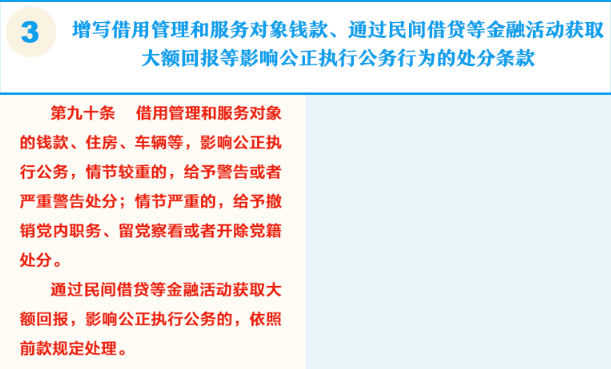 3
增写借用管理和服务对象钱款、通过民间借贷等金融活动获取
大额回报等影响公正执行公务行为的处分条款
第九十条 借用管理和服务对象
的钱款、住房、车辆等，影响公正执
行公务，情节较重的，给予警告或者
严重警告处分；情节严重的，给予撤
销党内职务、留党察看或者开除党籍
处分。
通过民间借贷等金融活动获取大
额回报，影响公正执行公务的，依照
前款规定处理。